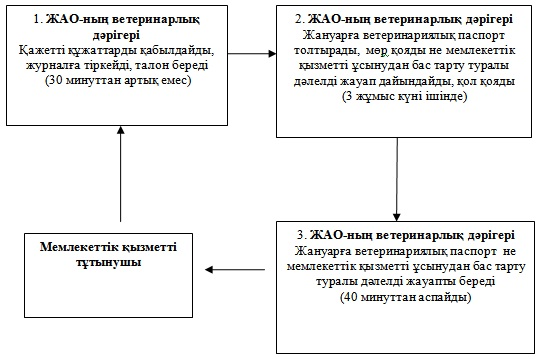 1. ЖАО-ның ветеринарлық
дәрігері
Қажетті құжаттарды қабылдайды,
журналға тіркейді, талон береді
(30 минуттан артық емес)
2. ЖАО-ның ветеринарлық дәрігері
Жануарға ветеринариялық паспорт
толтырады, мөр қояды не мемлекеттік
қызметті ұсынудан бас тарту туралы
дәлелді жауап дайындайды, қол қояды
(3 жұмыс күні ішінде)
3. ЖАО-ның ветеринарлық дәрігері
Жануарға ветеринариялық паспорт не
мемлекеттік қызметті ұсынудан бас тарту
туралы дәлелді жауапты береді
(40 минуттан аспайды)
Мемлекеттік қызметті
тұтынушы